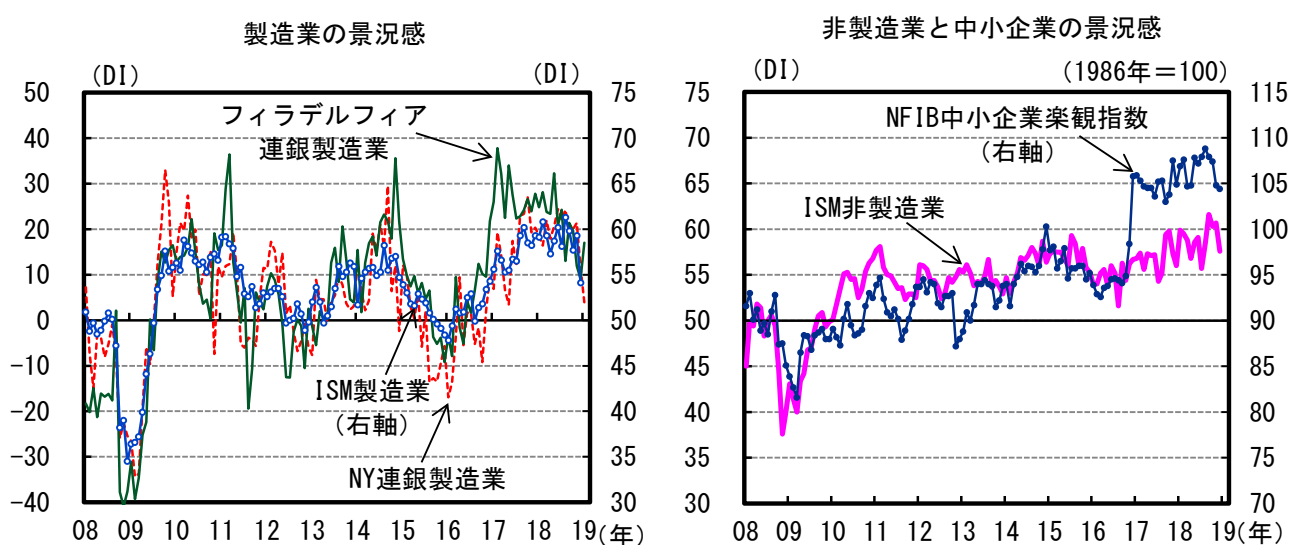 製造業の景況感
(DI)
(DI)
50
40
30
20
10
0
-10
-20
-30
-40
75
70
65
60
55
50
45
40
35
30
フィラデルフィア
連銀製造業
ISM製造業
(右軸)
NY連銀製造業
08 09 10 11 12 13 14 15 16 17 18 19(年)
非製造業と中小企業の景況感
(DI)
(1986年=100)
75
70
65
60
55
50
45
40
35
30
115
110
105
100
95
90
85
80
75
70
NFIB中小企業楽観指数
(右軸)
ISM非製造業
08 09 10 11 12 13 14 15 16 17 18 19(年)